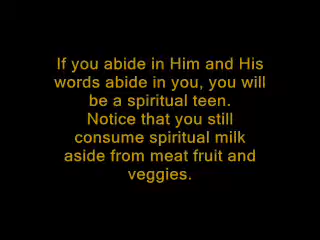 If you abide in Him and His
words abide in you, you will
be a spiritual teen.
Notice that you still
consume spiritual milk
aside from meat fruit and
veggies.